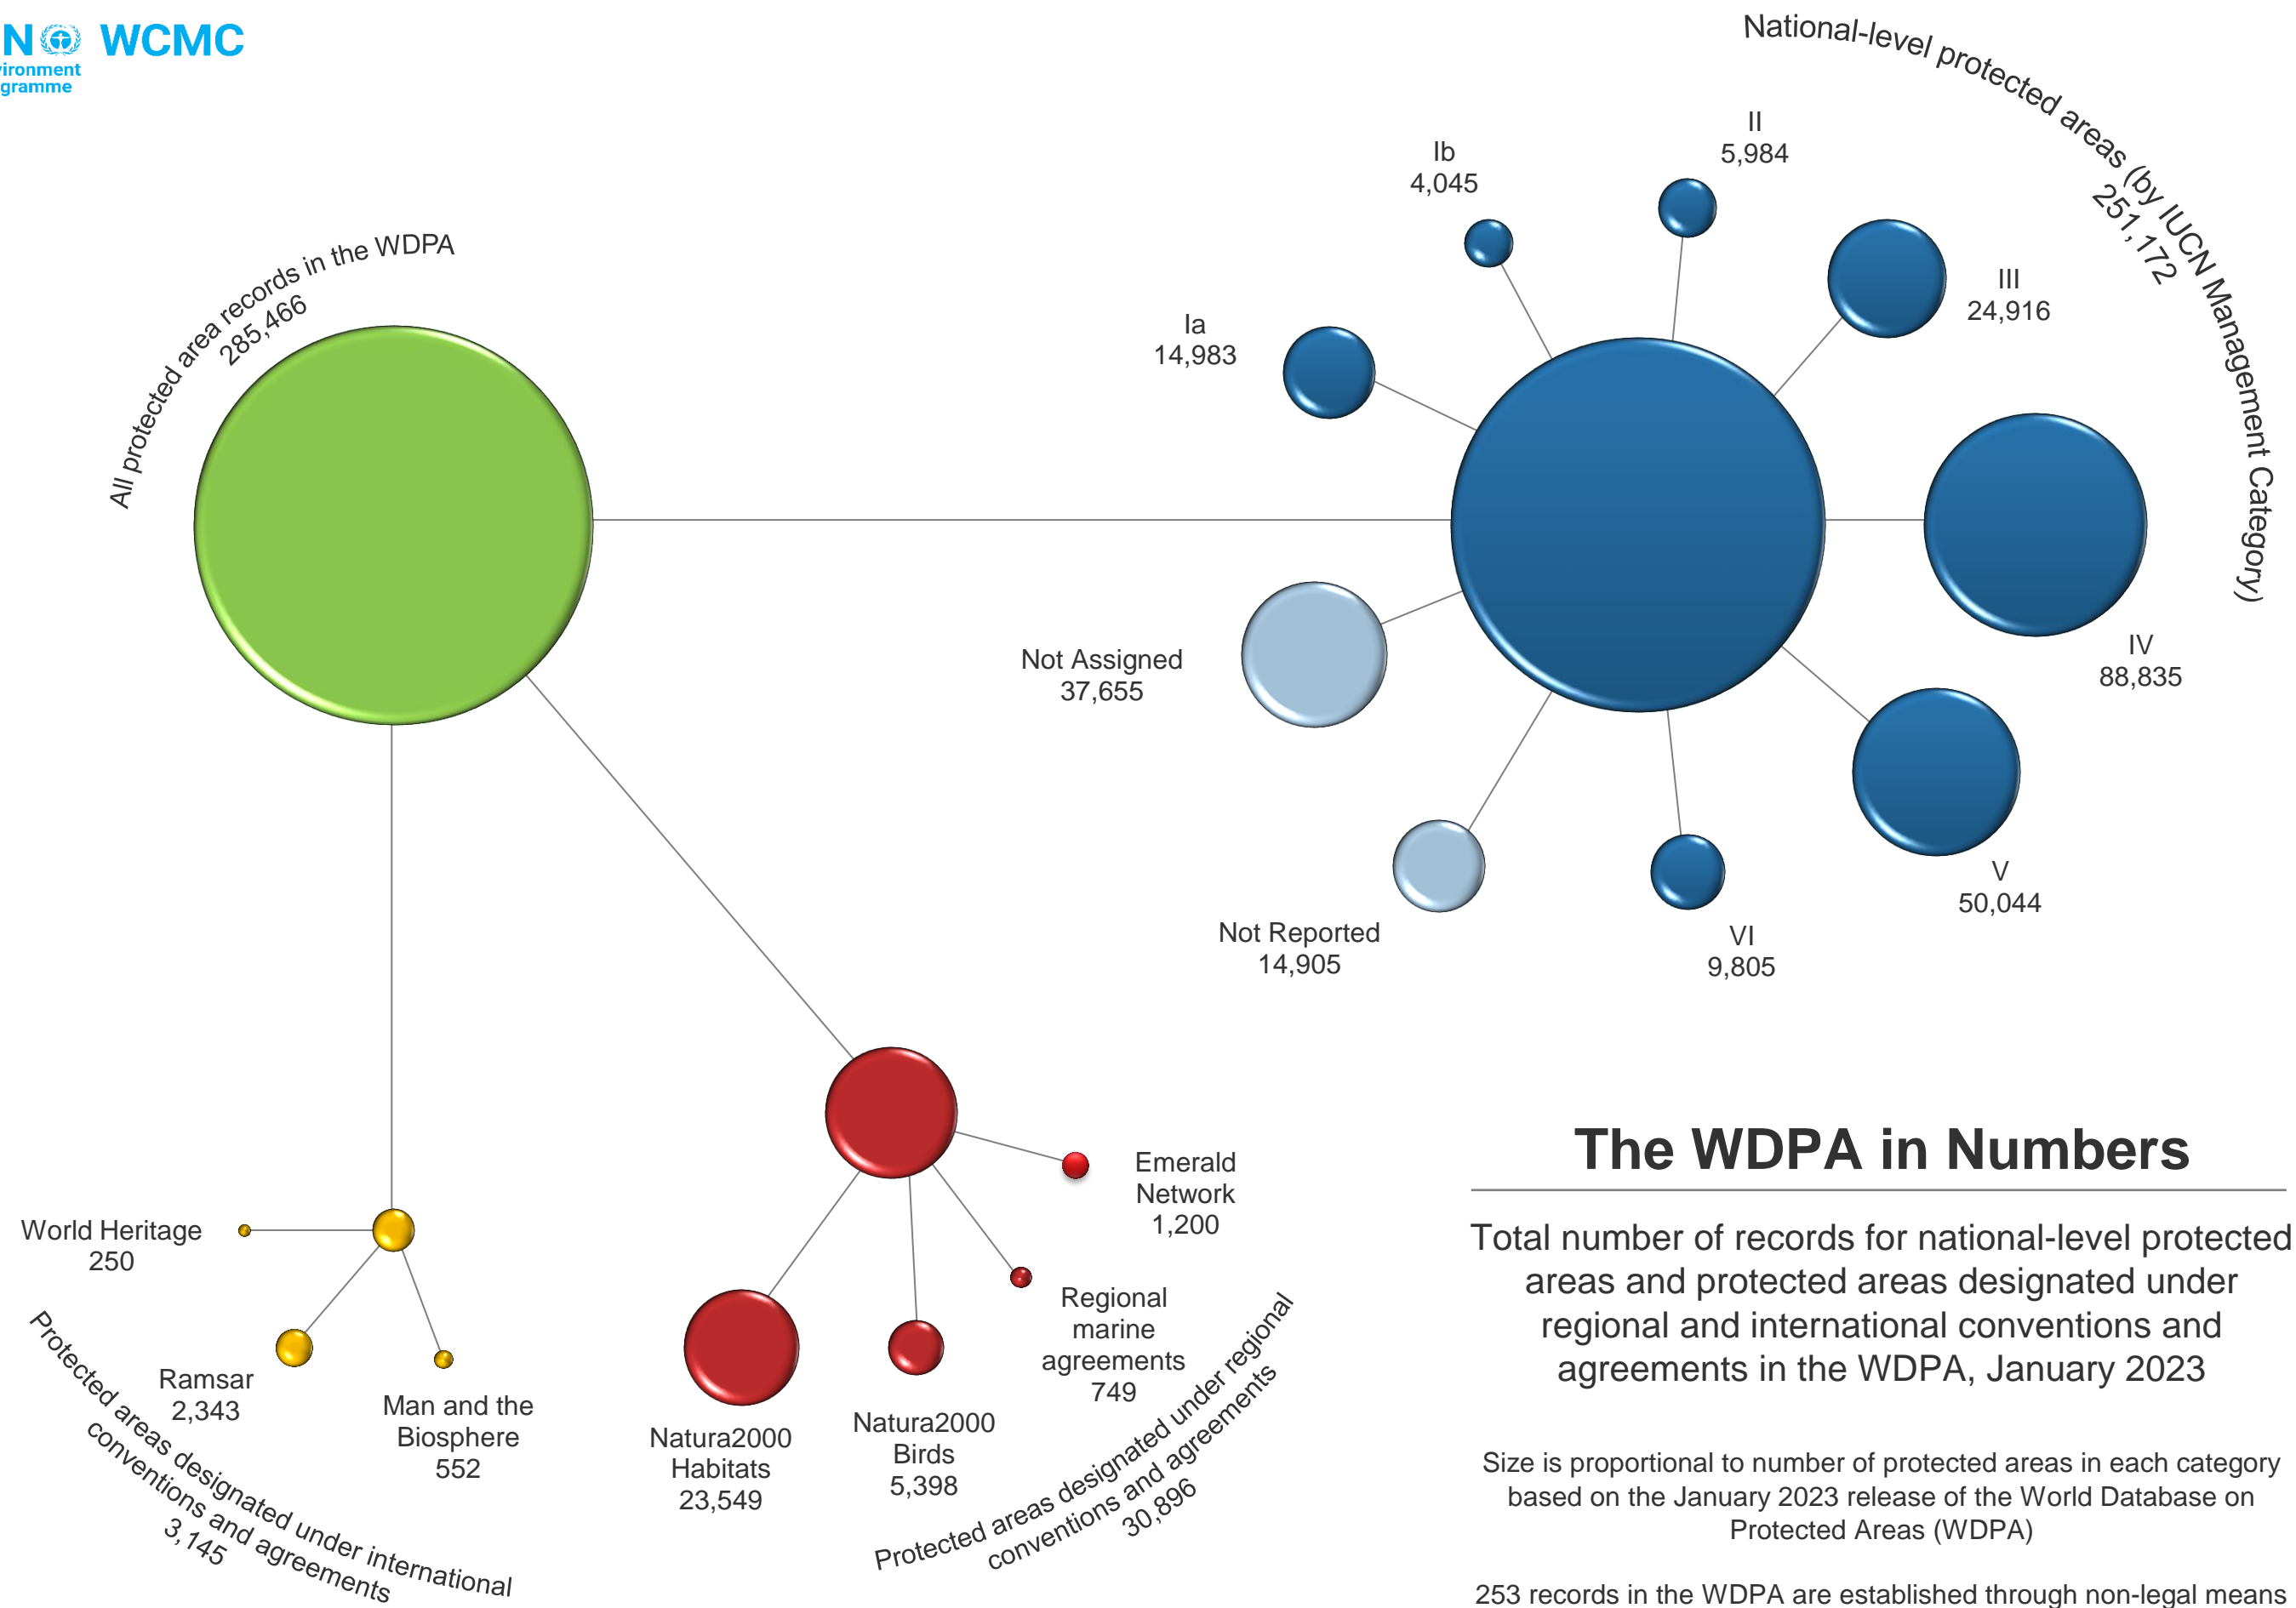 N WCMC
vironment
gramme
All protected area records in the WDPA
285,466
National-level protected areas (by IUCN Management Category)
251,172
Ia
14,983
Ib
4,045
II
5,984
III
24,916
IV
88,835
V
50,044
VI
9,805
Not Reported
14,905
Not Assigned
37,655
World Heritage
250
Ramsar
2,343
Man and the
Biosphere
552
Protected areas designated under international
conventions and agreements
3,145
Natura2000
Habitats
23,549
Natura2000
Birds
5,398
Regional
marine
agreements
749
Emerald
Network
1,200
Protected areas designated under regional
conventions and agreements
30,896
The WDPA in Numbers
Total number of records for national-level protected
areas and protected areas designated under
regional and international conventions and
agreements in the WDPA, January 2023
Size is proportional to number of protected areas in each category
based on the January 2023 release of the World Database on
Protected Areas (WDPA)
253 records in the WDPA are established through non-legal means